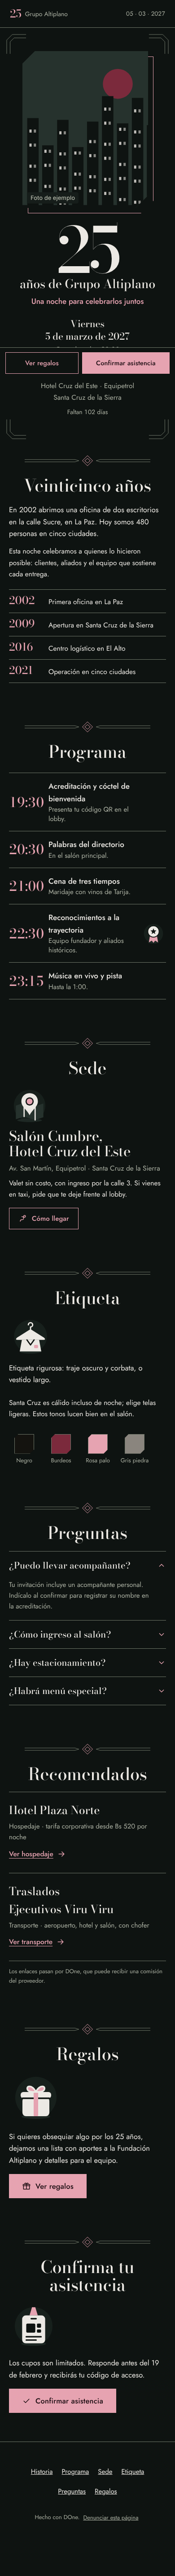 25 Grupo Altiplano
05 · 03 · 2027
Foto de ejemplo
25
años de Grupo Altiplano
Una noche para celebrarlos juntos
Viernes
5 de marzo de 2027
Ver regalos
Confirmar asistencia
Hotel Cruz del Este · Equipetrol
Santa Cruz de la Sierra
Faltan 102 días
Veinticinco años
En 2002 abrimos una oficina de dos escritorios
en la calle Sucre, en La Paz. Hoy somos 480
personas en cinco ciudades.
Esta noche celebramos a quienes lo hicieron
posible: clientes, aliados y el equipo que sostiene
cada entrega.
2002 Primera oficina en La Paz
2009 Apertura en Santa Cruz de la Sierra
2016 Centro logístico en El Alto
2021 Operación en cinco ciudades
Programa
19:30
Acreditación y cóctel de
bienvenida
Presenta tu código QR en el
lobby.
20:30
Palabras del directorio
En el salón principal.
21:00
Cena de tres tiempos
Maridaje con vinos de Tarija.
22:30
Reconocimientos a la
trayectoria
Equipo fundador y aliados
históricos.
23:15
Música en vivo y pista
Hasta la 1:00.
Sede
Salón Cumbre,
Hotel Cruz del Este
Av. San Martín, Equipetrol · Santa Cruz de la Sierra
Valet sin costo, con ingreso por la calle 3. Si vienes
en taxi, pide que te deje frente al lobby.
Cómo llegar
Etiqueta
Etiqueta rigurosa: traje oscuro y corbata, o
vestido largo.
Santa Cruz es cálido incluso de noche; elige telas
ligeras. Estos tonos lucen bien en el salón.
Negro
Burdeos
Rosa palo
Gris piedra
Preguntas
¿Puedo llevar acompañante?
Tu invitación incluye un acompañante personal.
Indícalo al confirmar para registrar su nombre en
la acreditación.
¿Cómo ingreso al salón?
¿Hay estacionamiento?
¿Habrá menú especial?
Recomendados
Hotel Plaza Norte
Hospedaje · tarifa corporativa desde Bs 520 por
noche
Ver hospedaje
Traslados
Ejecutivos Viru Viru
Transporte · aeropuerto, hotel y salón, con chofer
Ver transporte
Los enlaces pasan por DOne, que puede recibir una comisión
del proveedor.
Regalos
Si quieres obsequiar algo por los 25 años,
dejamos una lista con aportes a la Fundación
Altiplano y detalles para el equipo.
Ver regalos
Confirma tu
asistencia
Los cupos son limitados. Responde antes del 19
de febrero y recibirás tu código de acceso.
Confirmar asistencia
Historia
Programa
Sede
Etiqueta
Preguntas
Regalos
Hecho con DOne.
Denunciar esta página